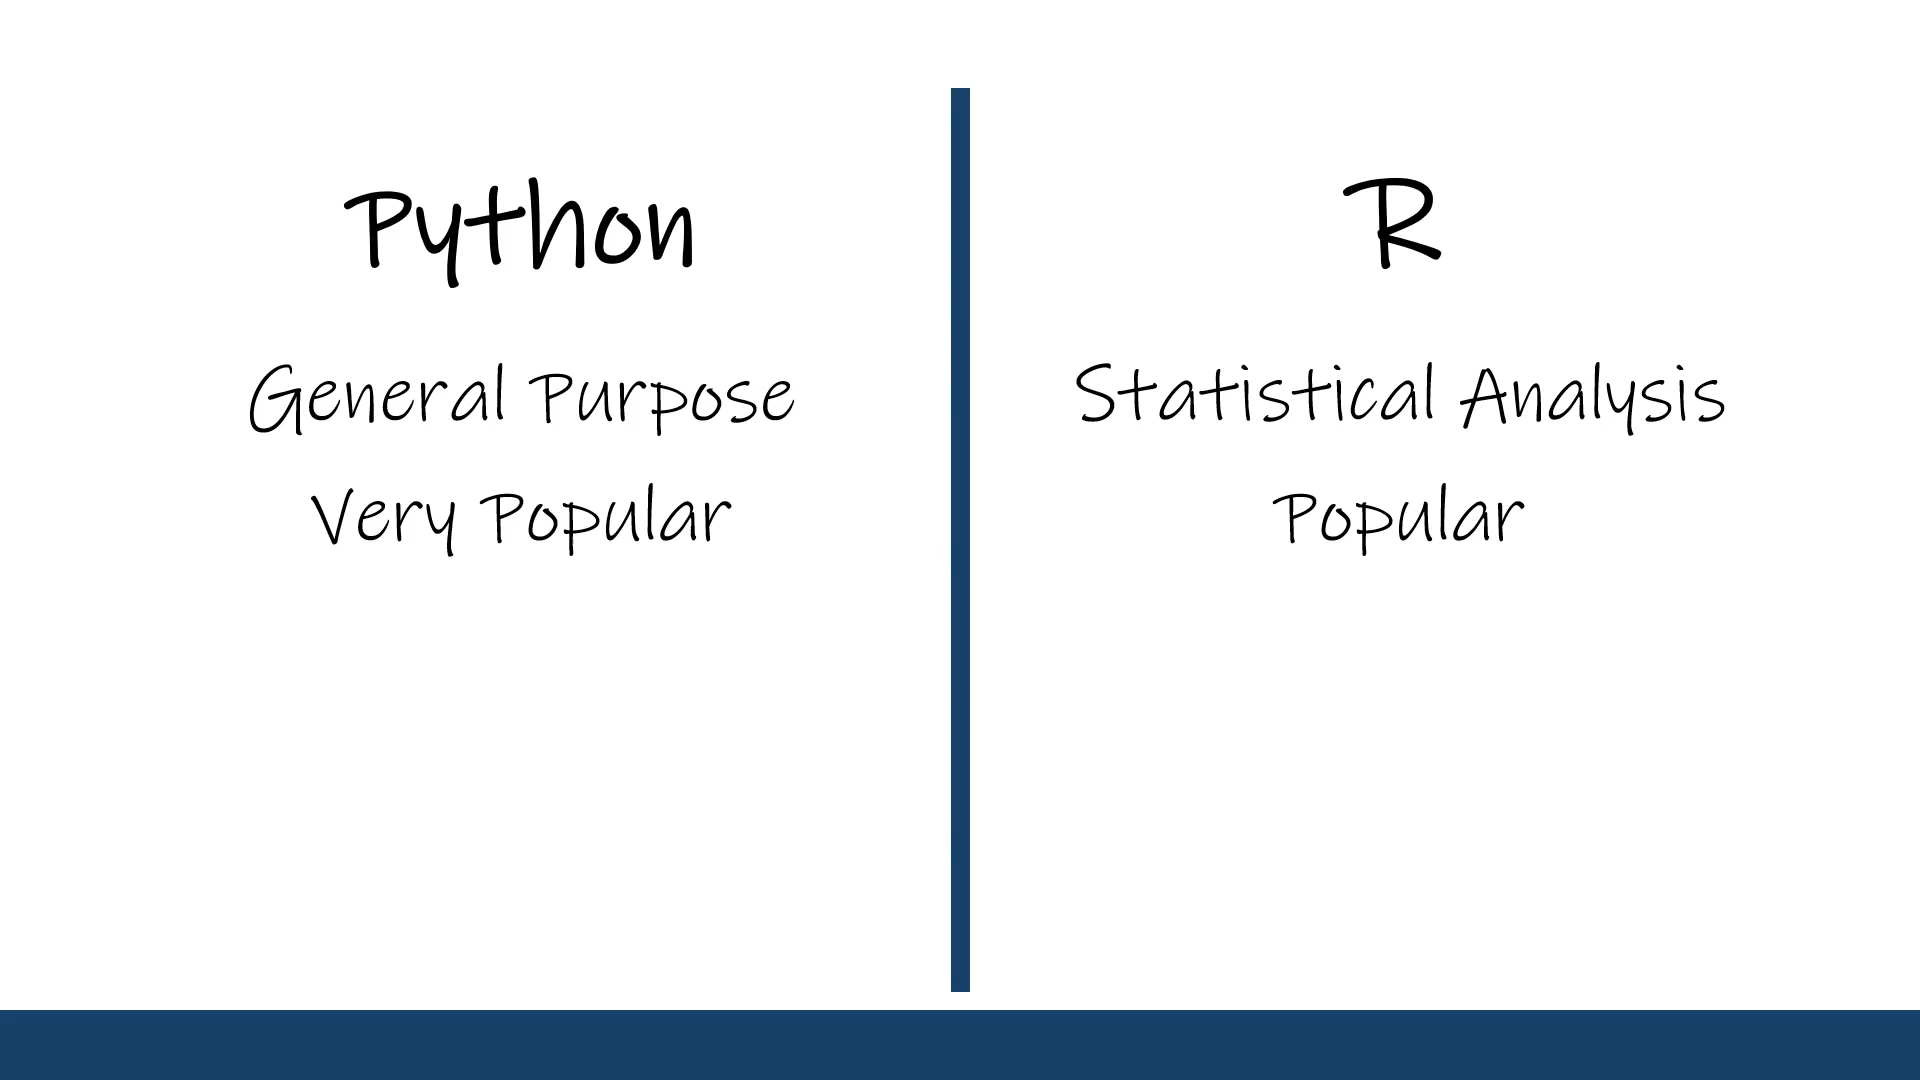 Python
General Purpose
Very Popular
R
Statistical Analysis
Popular